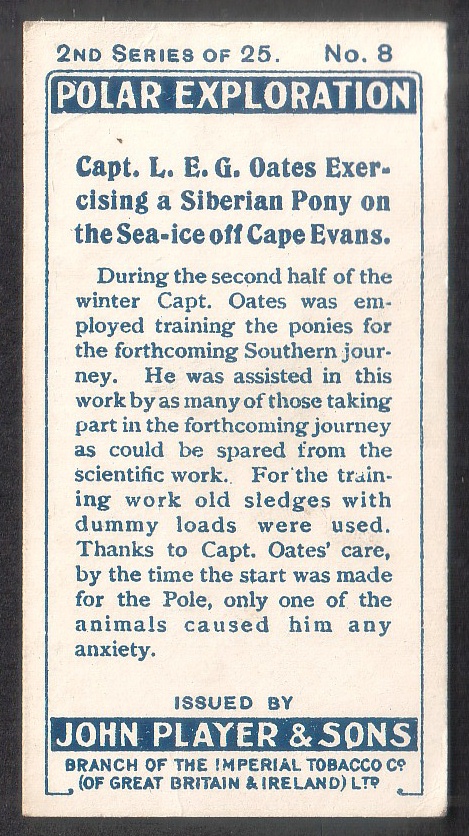 2ND SERIES OF 25. No. 8
POLAR EXPLORATION
Capt. L. E. G. Oates Exer-
cising a Siberian Pony on
the Sea-ice off Cape Evans.
During the second half of the
winter Capt. Oates was em-
ployed training the ponies for
the forthcoming Southern jour-
ney. He was assisted in this
work by as many of those taking
part in the forthcoming journey
as could be spared from the
scientific work. For the train-
ing work old sledges with
dummy loads were used.
Thanks to Capt. Oates' care,
by the time the start was made
for the Pole, only one of the
animals caused him any
anxiety.
ISSUED BY
JOHN PLAYER & SONS
BRANCH OF THE IMPERIAL TOBACCO Co.
(OF GREAT BRITAIN & IRELAND) LTD.